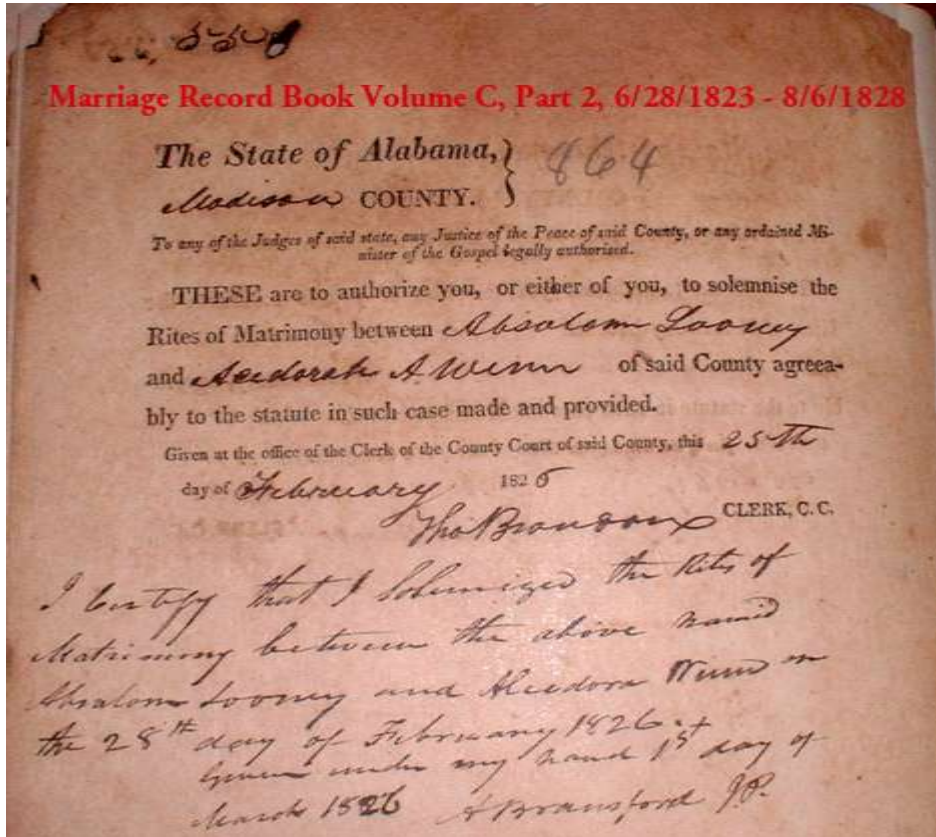 Marriage Record Book Volume C, Part 2, 6/28/1823 - 8/6/1828
The State of Alabama, } 864
Madison COUNTY.
To any of the Judges of said state, any Justice of the Peace of said County, or any ordained Mi-
nister of the Gospel legally authorised.
THESE are to authorize you, or either of you, to solemnise the
Rites of Matrimony between Absalom Looney
and A. Winn of said County agreea-
bly to the statute in such case made and provided.
Given at the office of the Clerk of the County Court of said County, this 25th
day of February 1826
Tho Brandon CLERK, C. C.
I Certify that I Solemnized the Rits of
Matrimony between the above named
Absalom Looney and Aleedora Winn on
the 28th day of February 1826.
Given under my hand 1st day of
March 1826 A Bransford J.P.